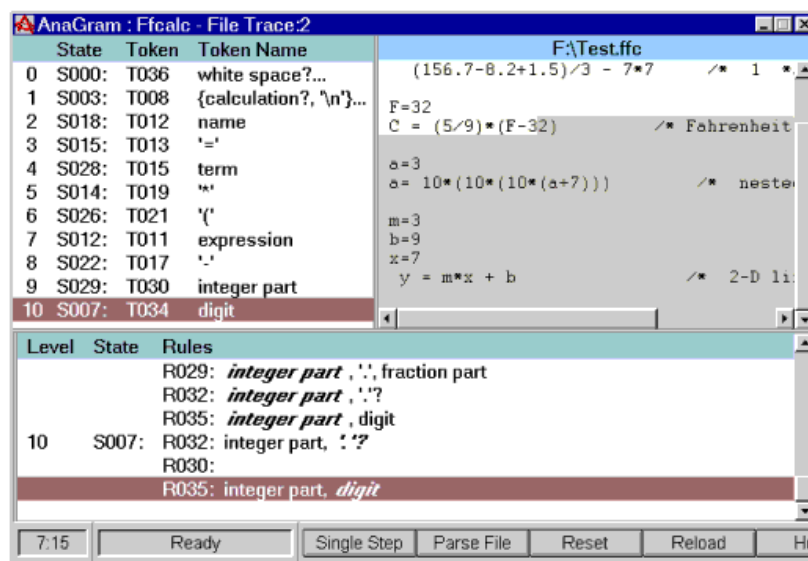 AnaGram : Ffcalc - File Trace:2
State Token Token Name
0 S000: T036 white space?...
1 S003: T008 {calculation?, '\n'}...
2 S018: T012 name
3 S015: T013 '='
4 S028: T015 term
5 S014: T019 '*'
6 S026: T021 '('
7 S012: T011 expression
8 S022: T017 '-'
9 S029: T030 integer part
10 S007: T034 digit
F:\Test.ffc
(156.7-8.2+1.5)/3 - 7*7 /* 1 *
F=32
C = (5/9)*(F-32) /* Fahrenheit
a=3
a= 10*(10*(10*(a+7))) /* neste
m=3
b=9
x=7
y = m*x + b /* 2-D li
Level State Rules
R029: integer part , '.', fraction part
R032: integer part , '.'?
R035: integer part , digit
10 S007: R032: integer part, '.'?
R030:
R035: integer part, digit
7:15 Ready Single Step Parse File Reset Reload H